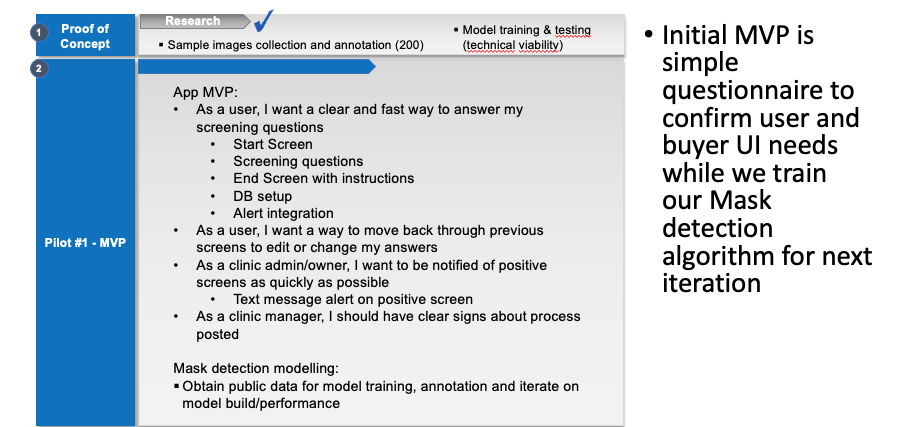 1
Proof of
Concept
Research
▪ Sample images collection and annotation (200)
▪ Model training & testing
(technical viability)
2
Pilot #1 - MVP
App MVP:
• As a user, I want a clear and fast way to answer my
screening questions
• Start Screen
• Screening questions
• End Screen with instructions
• DB setup
• Alert integration
• As a user, I want a way to move back through previous
screens to edit or change my answers
• As a clinic admin/owner, I want to be notified of positive
screens as quickly as possible
• Text message alert on positive screen
• As a clinic manager, I should have clear signs about process
posted
Mask detection modelling:
▪ Obtain public data for model training, annotation and iterate on
model build/performance
• Initial MVP is
simple
questionnaire to
confirm user and
buyer UI needs
while we train
our Mask
detection
algorithm for next
iteration